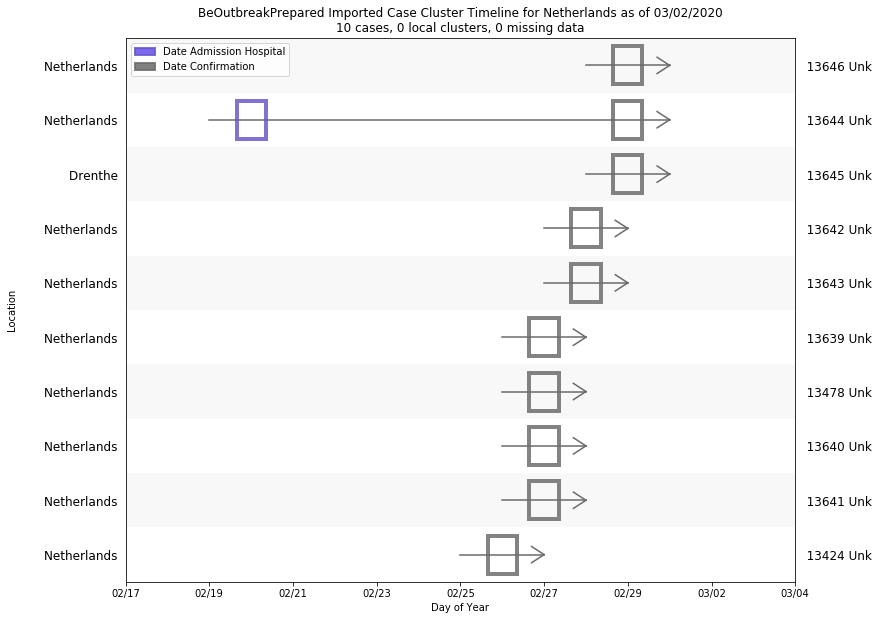 BeOutbreakPrepared Imported Case Cluster Timeline for Netherlands as of 03/02/2020
10 cases, 0 local clusters, 0 missing data
Date Admission Hospital
Date Confirmation
Netherlands 13646 Unk
Netherlands 13644 Unk
Drenthe 13645 Unk
Netherlands 13642 Unk
Netherlands 13643 Unk
Netherlands 13639 Unk
Netherlands 13478 Unk
Netherlands 13640 Unk
Netherlands 13641 Unk
Netherlands 13424 Unk
Location
02/17 02/19 02/21 02/23 02/25 02/27 02/29 03/02 03/04
Day of Year